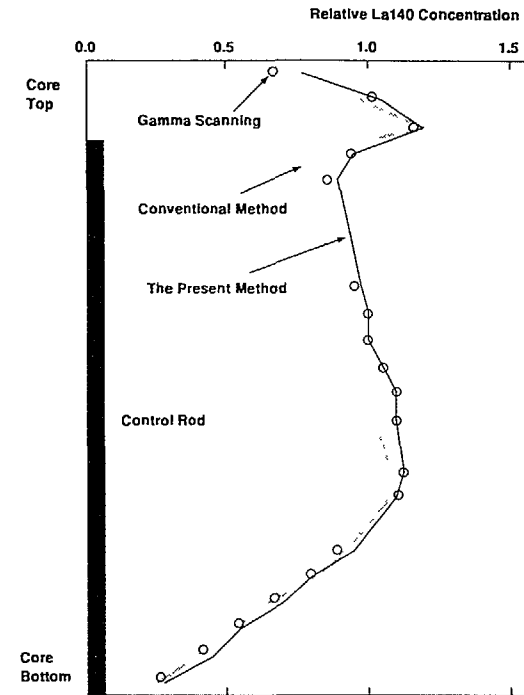 Relative La140 Concentration
0.0 0.5 1.0 1.5
Core
Top
Gamma Scanning
Conventional Method
The Present Method
Control Rod
Core
Bottom